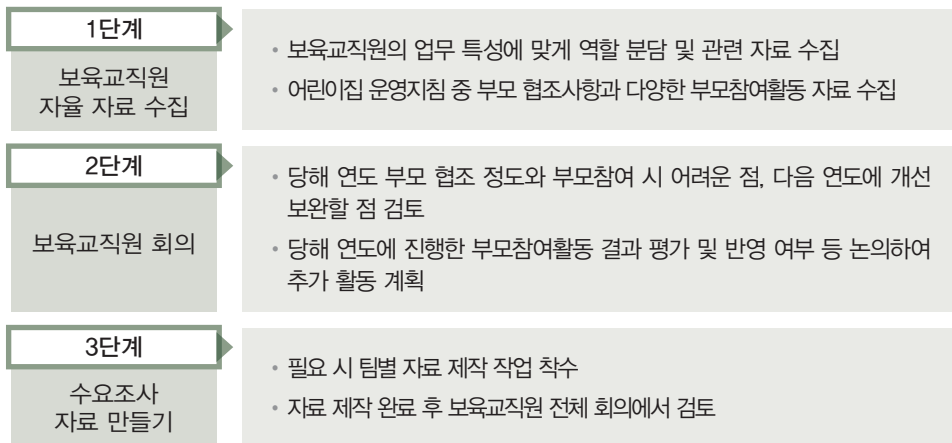 1단계
보육교직원
자율 자료 수집
• 보육교직원의 업무 특성에 맞게 역할 분담 및 관련 자료 수집
• 어린이집 운영지침 중 부모 협조사항과 다양한 부모참여활동 자료 수집
2단계
보육교직원 회의
• 당해 연도 부모 협조 정도와 부모참여 시 어려운 점, 다음 연도에 개선
보완할 점 검토
• 당해 연도에 진행한 부모참여활동 결과 평가 및 반영 여부 등 논의하여
추가 활동 계획
3단계
수요조사
자료 만들기
• 필요 시 팀별 자료 제작 작업 착수
• 자료 제작 완료 후 보육교직원 전체 회의에서 검토